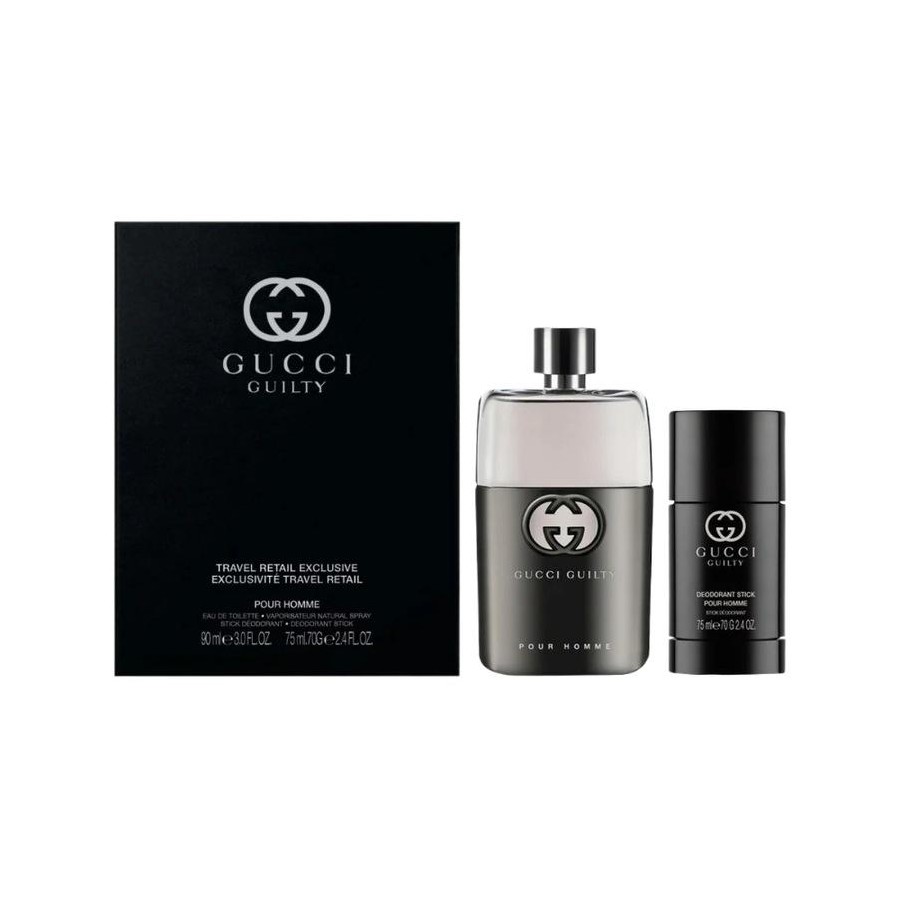 GUCCI
GUILTY
TRAVEL RETAIL EXCLUSIVE
EXCLUSIVITÉ TRAVEL RETAIL
POUR HOMME
EAU DE TOILETTE • VAPORISATEUR NATURAL SPRAY
STICK DEODORANT • DEODORANT STICK
90 ml e 3.0 FL.OZ. 75 ml.70G e 2.4 FL.OZ.
GUCCI GUILTY
POUR HOMME
GUCCI
GUILTY
DEODORANT STICK
POUR HOMME
STICK DÉODORANT
75 ml e 70 G 2.4 OZ.